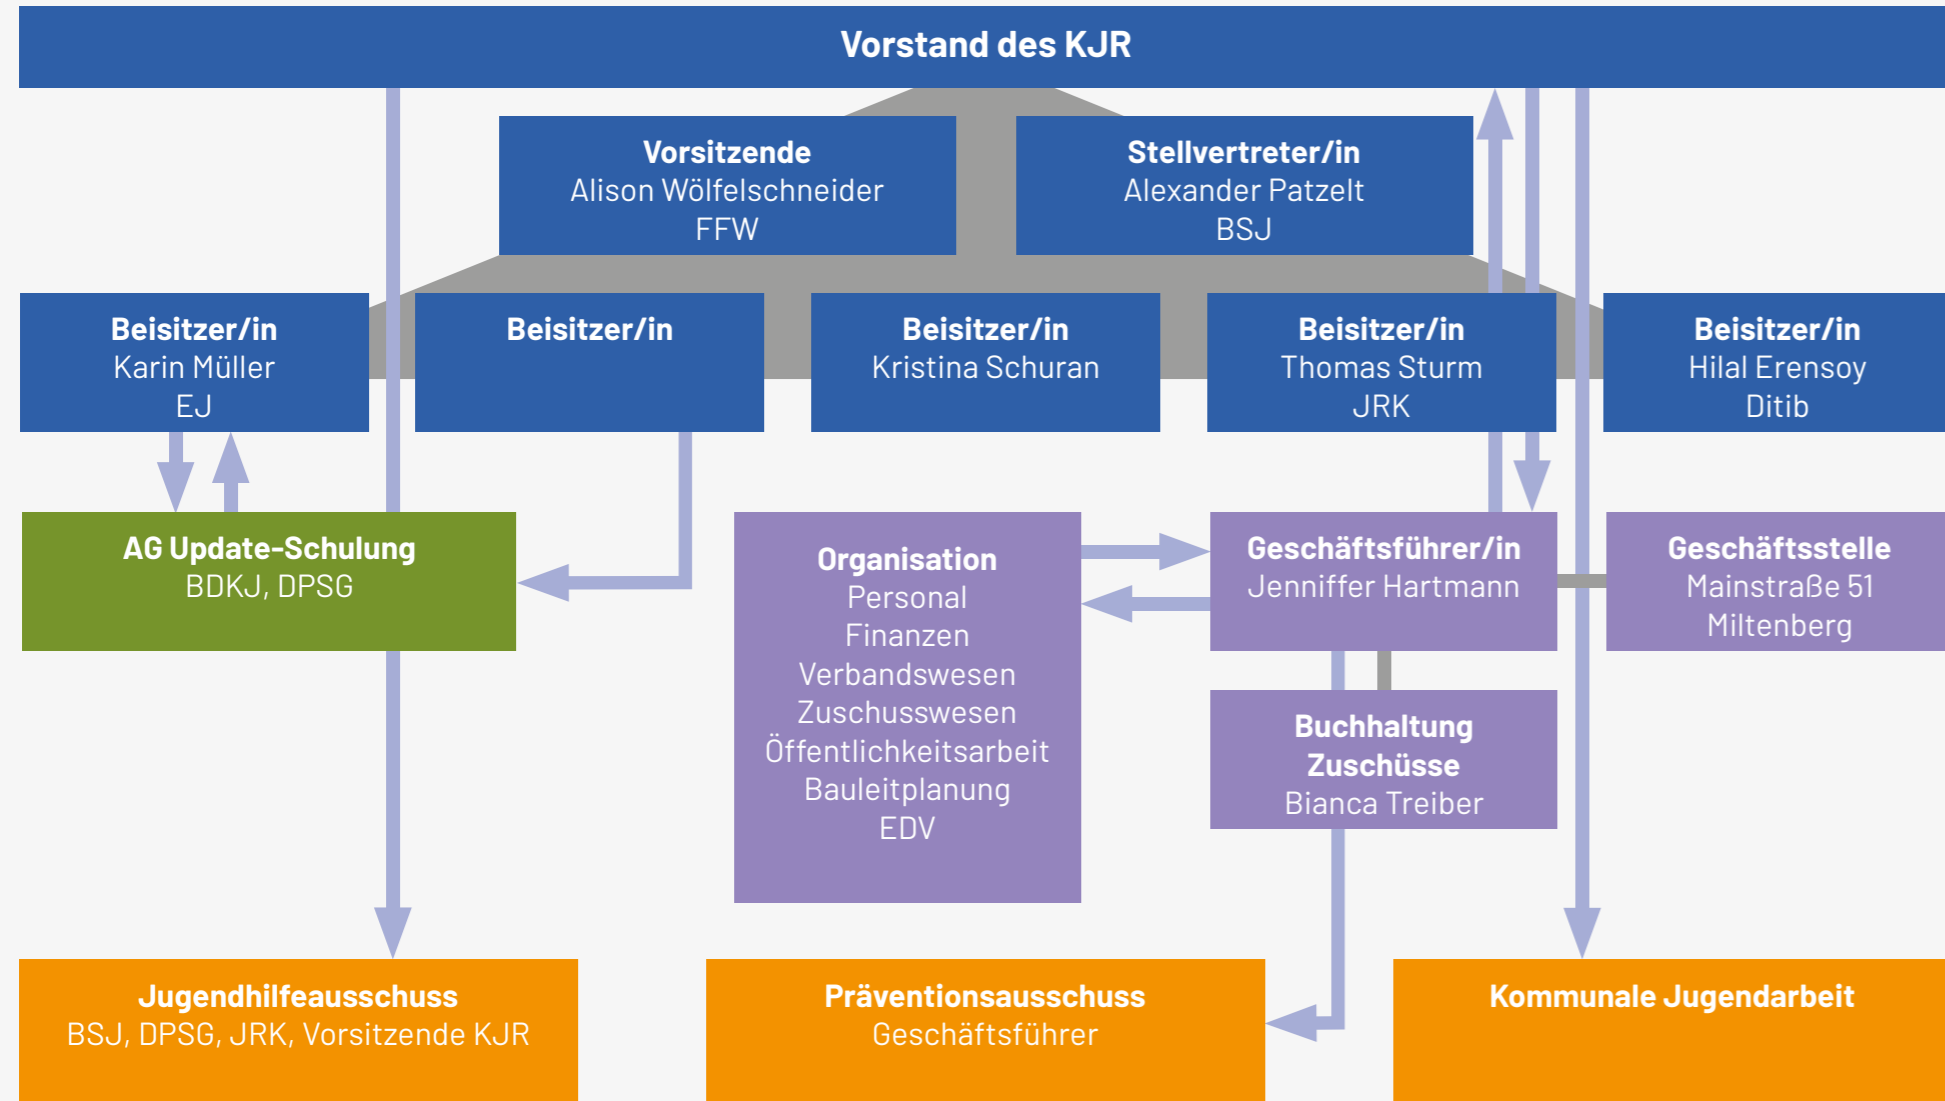 Vorstand des KJR
Vorsitzende
Alison Wölfelschneider
FFW
Stellvertreter/in
Alexander Patzelt
BSJ
Beisitzer/in
Karin Müller
EJ
Beisitzer/in
Beisitzer/in
Kristina Schuran
Beisitzer/in
Thomas Sturm
JRK
Beisitzer/in
Hilal Erensoy
Ditib
AG Update-Schulung
BDKJ, DPSG
Organisation
Personal
Finanzen
Verbandswesen
Zuschusswesen
Öffentlichkeitsarbeit
Bauleitplanung
EDV
Geschäftsführer/in
Jenniffer Hartmann
Geschäftsstelle
Mainstraße 51
Miltenberg
Buchhaltung
Zuschüsse
Bianca Treiber
Jugendhilfeausschuss
BSJ, DPSG, JRK, Vorsitzende KJR
Präventionsausschuss
Geschäftsführer
Kommunale Jugendarbeit